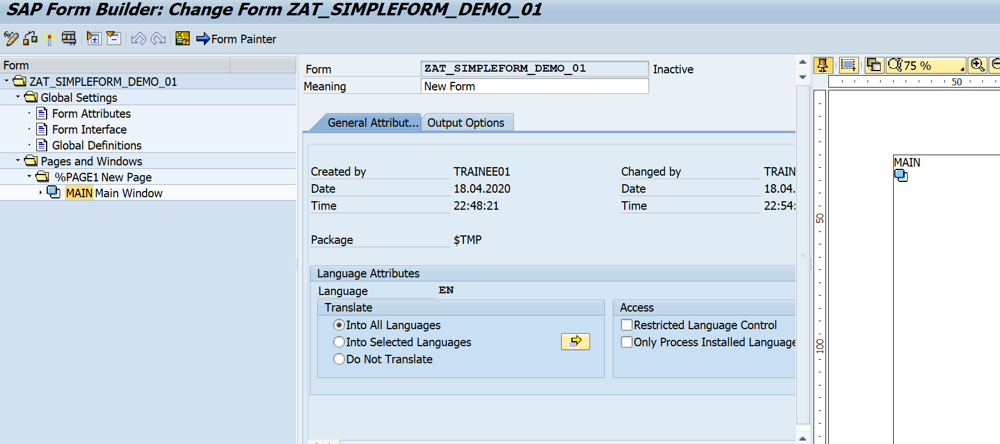 SAP Form Builder: Change Form ZAT_SIMPLEFORM_DEMO_01
Form Painter
Form
ZAT_SIMPLEFORM_DEMO_01
Global Settings
Form Attributes
Form Interface
Global Definitions
Pages and Windows
%PAGE1 New Page
MAIN Main Window
Form ZAT_SIMPLEFORM_DEMO_01 Inactive
Meaning New Form
General Attribut... Output Options
Created by TRAINEE01 Changed by TRAIN
Date 18.04.2020 Date 18.04.
Time 22:48:21 Time 22:54:
Package $TMP
Language Attributes
Language EN
Translate
Into All Languages
Into Selected Languages
Do Not Translate
Access
Restricted Language Control
Only Process Installed Language
75 %
50
MAIN
50
100